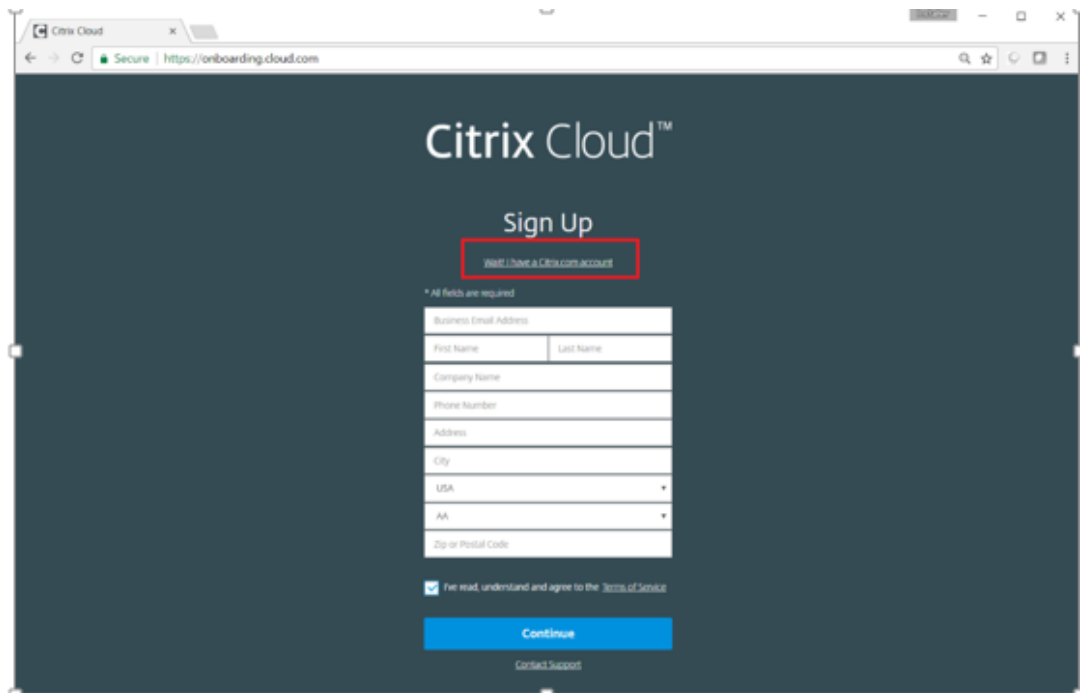 Citrix Cloud
Secure https://onboarding.cloud.com
Citrix Cloud™
Sign Up
Wait! I have a Citrix.com account
* All fields are required
Business Email Address
First Name Last Name
Company Name
Phone Number
Address
City
USA
AA
Zip or Postal Code
I've read, understand and agree to the Terms of Service
Continue
Contact Support